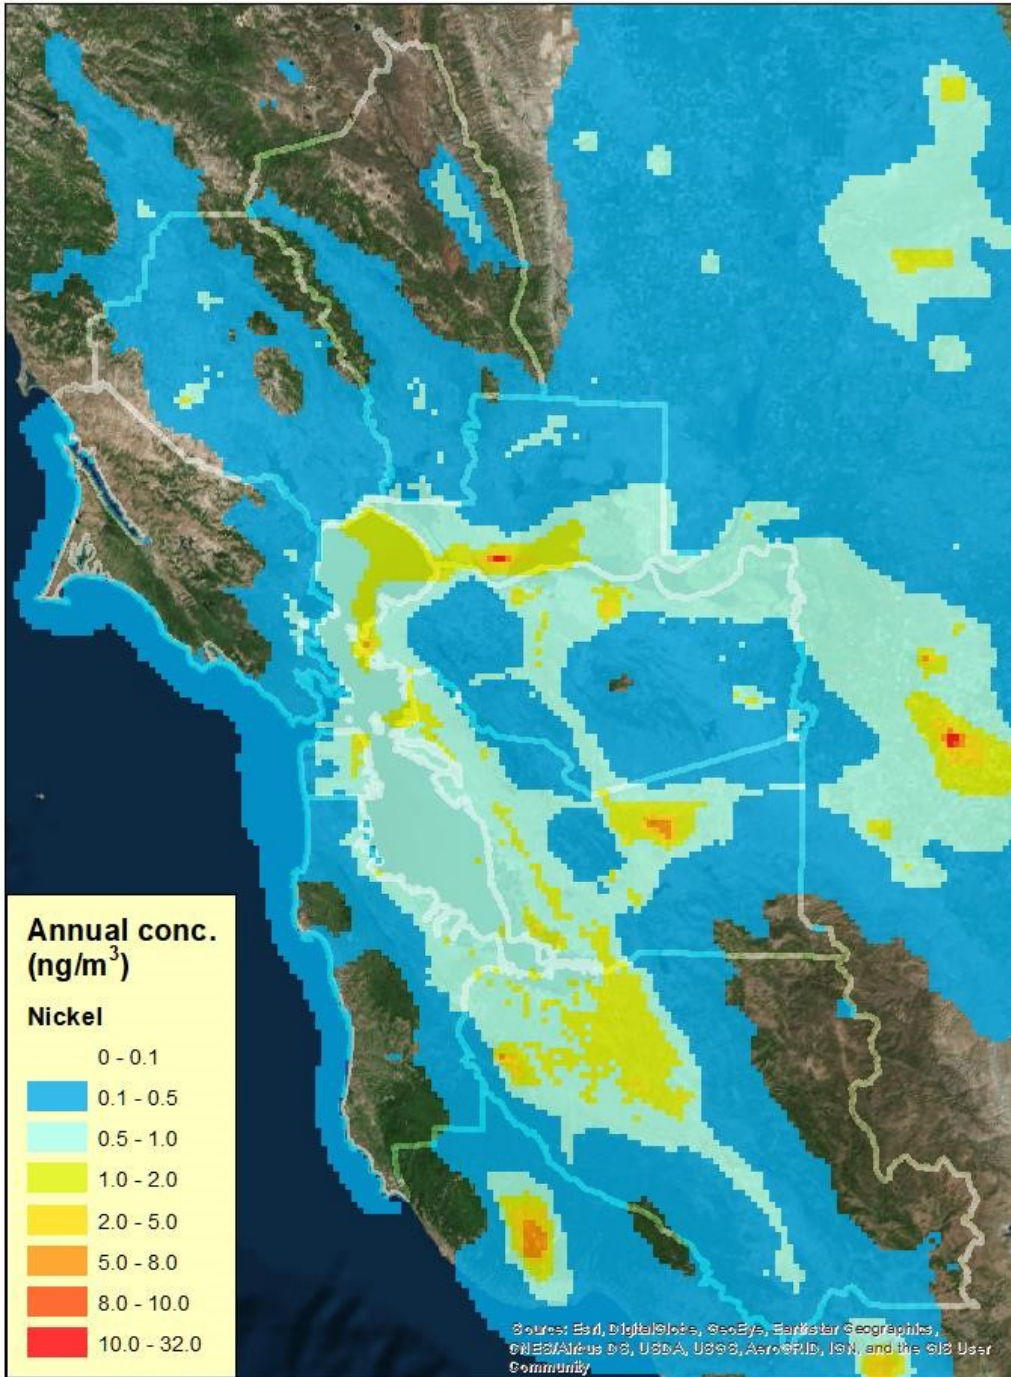 Annual conc.
(ng/m³)
Nickel
0 - 0.1
0.1 - 0.5
0.5 - 1.0
1.0 - 2.0
2.0 - 5.0
5.0 - 8.0
8.0 - 10.0
10.0 - 32.0
Source: Esri, DigitalGlobe, GeoEye, Earthstar Geographics,
CNES/Airbus DS, USDA, USGS, AeroGRID, IGN, and the GIS User
Community